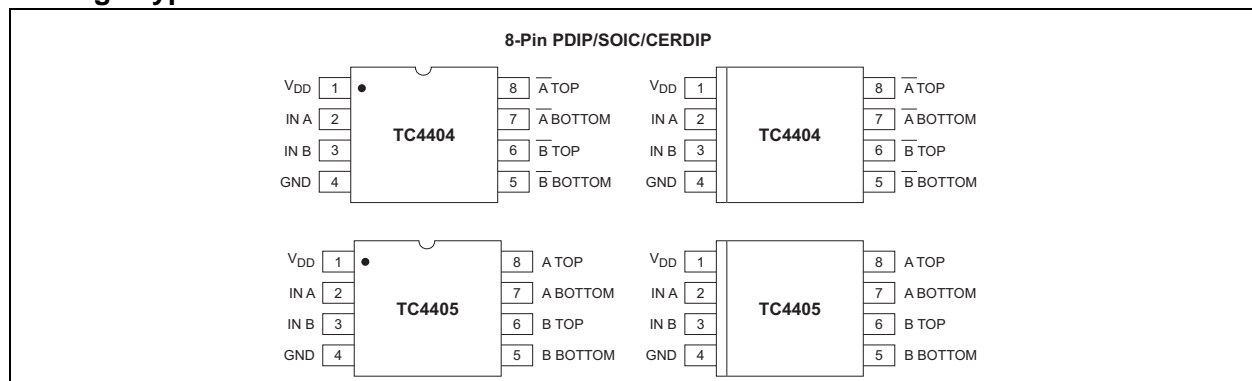 8-Pin PDIP/SOIC/CERDIP
VDD 1 8 A̅ TOP VDD 1 8 A̅ TOP
IN A 2 7 A̅ BOTTOM IN A 2 7 A̅ BOTTOM
TC4404 TC4404
IN B 3 6 B̅ TOP IN B 3 6 B̅ TOP
GND 4 5 B̅ BOTTOM GND 4 5 B̅ BOTTOM
VDD 1 8 A TOP VDD 1 8 A TOP
IN A 2 7 A BOTTOM IN A 2 7 A BOTTOM
TC4405 TC4405
IN B 3 6 B TOP IN B 3 6 B TOP
GND 4 5 B BOTTOM GND 4 5 B BOTTOM